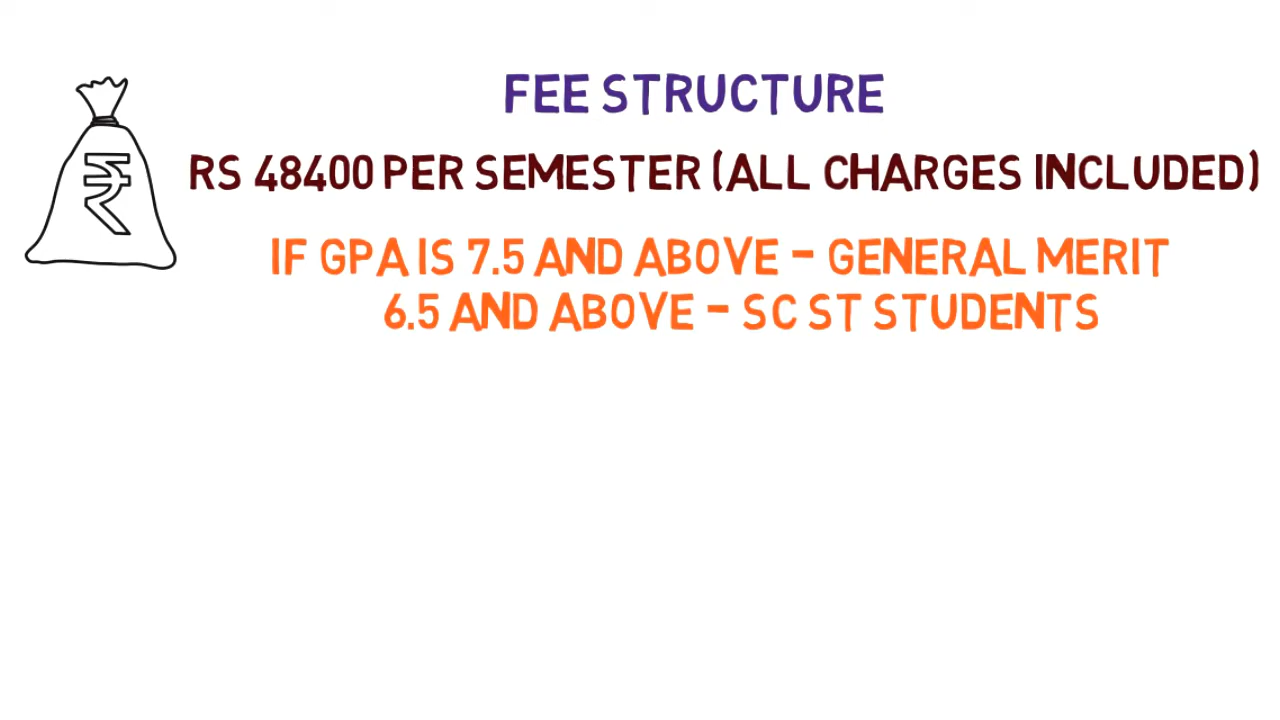 FEE STRUCTURE
RS 48400 PER SEMESTER (ALL CHARGES INCLUDED)
IF GPA IS 7.5 AND ABOVE - GENERAL MERIT
6.5 AND ABOVE - SC ST STUDENTS